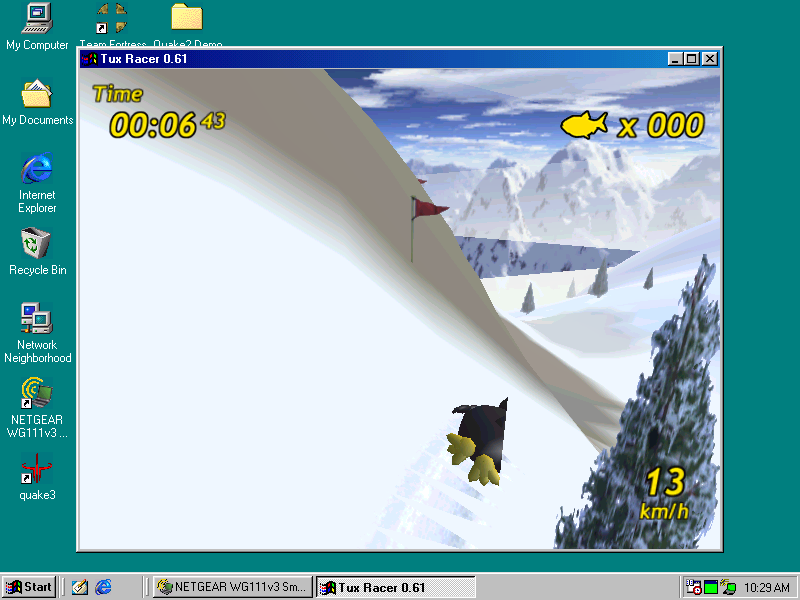 My Computer
Team Fortress
Quake2 Demo
Tux Racer 0.61
Time
00:06 43
x 000
My Documents
Internet
Explorer
Recycle Bin
Network
Neighborhood
NETGEAR
WG111v3 ...
quake3
13
km/h
Start
NETGEAR WG111v3 Sm...
Tux Racer 0.61
10:29 AM